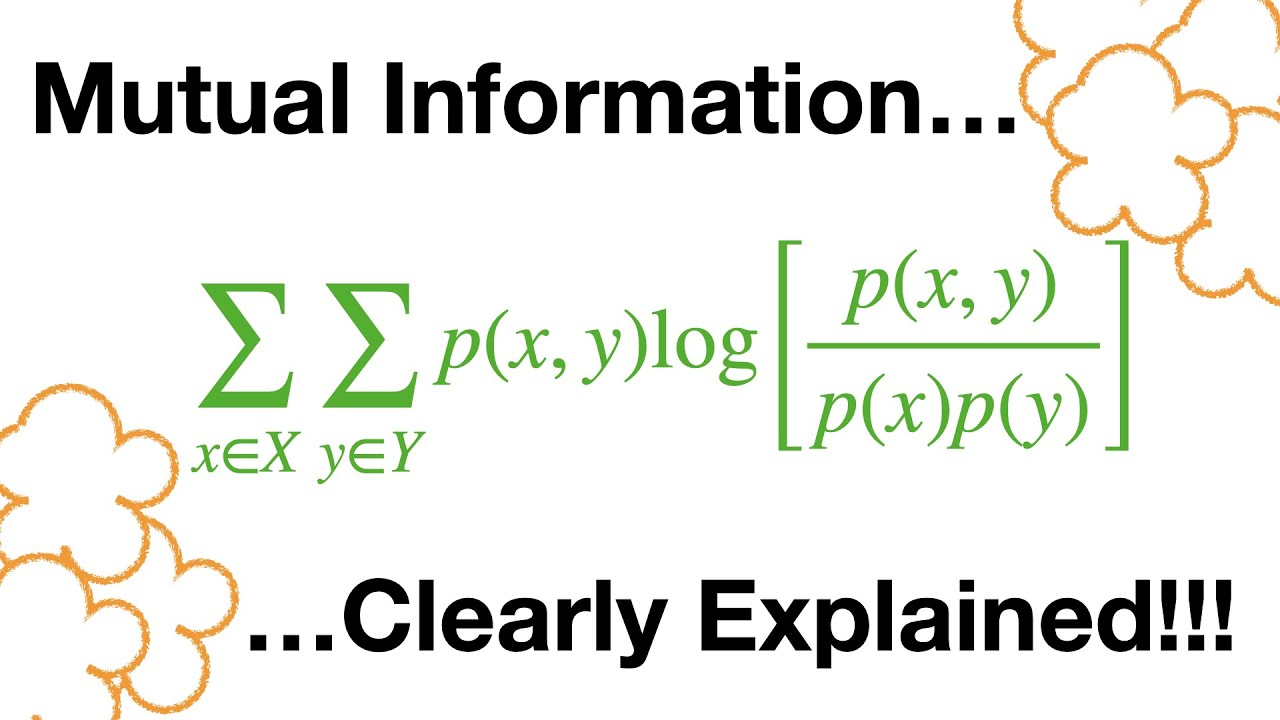 Mutual Information…
∑ ∑ p(x, y)log [ p(x, y) / p(x)p(y) ]
x∈X y∈Y
…Clearly Explained!!!